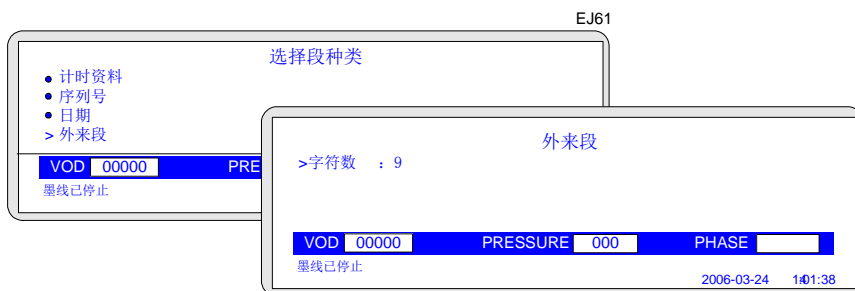 EJ61
选择段种类
● 计时资料
● 序列号
● 日期
> 外来段
VOD 00000 PRE
墨线已停止
外来段
>字符数 : 9
VOD 00000 PRESSURE 000 PHASE
墨线已停止
2006-03-24